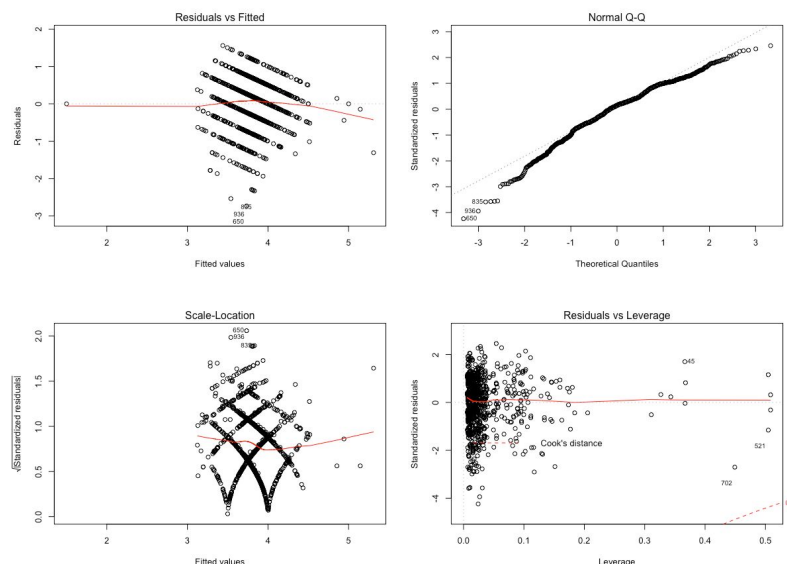 Residuals vs Fitted
Normal Q-Q
Residuals
2
1
0
-1
-2
-3
835
936
650
2 3 4 5
Fitted values
Standardized residuals
3
2
1
0
-1
-2
-3
-4
835
936
650
-3 -2 -1 0 1 2 3
Theoretical Quantiles
Scale-Location
Residuals vs Leverage
√|Standardized residuals|
2.0
1.5
1.0
0.5
0.0
650
936
835
2 3 4 5
Fitted values
Standardized residuals
2
0
-2
-4
45
Cook's distance
521
702
0.0 0.1 0.2 0.3 0.4 0.5
Leverage